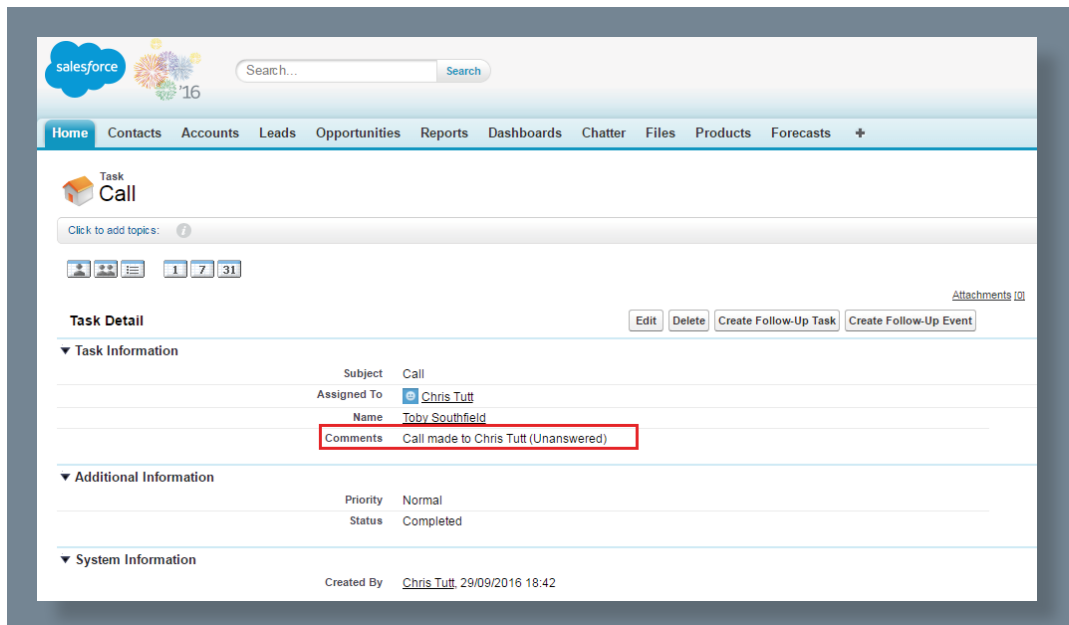 salesforce
'16
Search...
Search
Home Contacts Accounts Leads Opportunities Reports Dashboards Chatter Files Products Forecasts +
Task
Call
Click to add topics: i
1 7 31
Attachments [0]
Task Detail Edit Delete Create Follow-Up Task Create Follow-Up Event
Task Information
Subject Call
Assigned To Chris Tutt
Name Toby Southfield
Comments Call made to Chris Tutt (Unanswered)
Additional Information
Priority Normal
Status Completed
System Information
Created By Chris Tutt, 29/09/2016 18:42